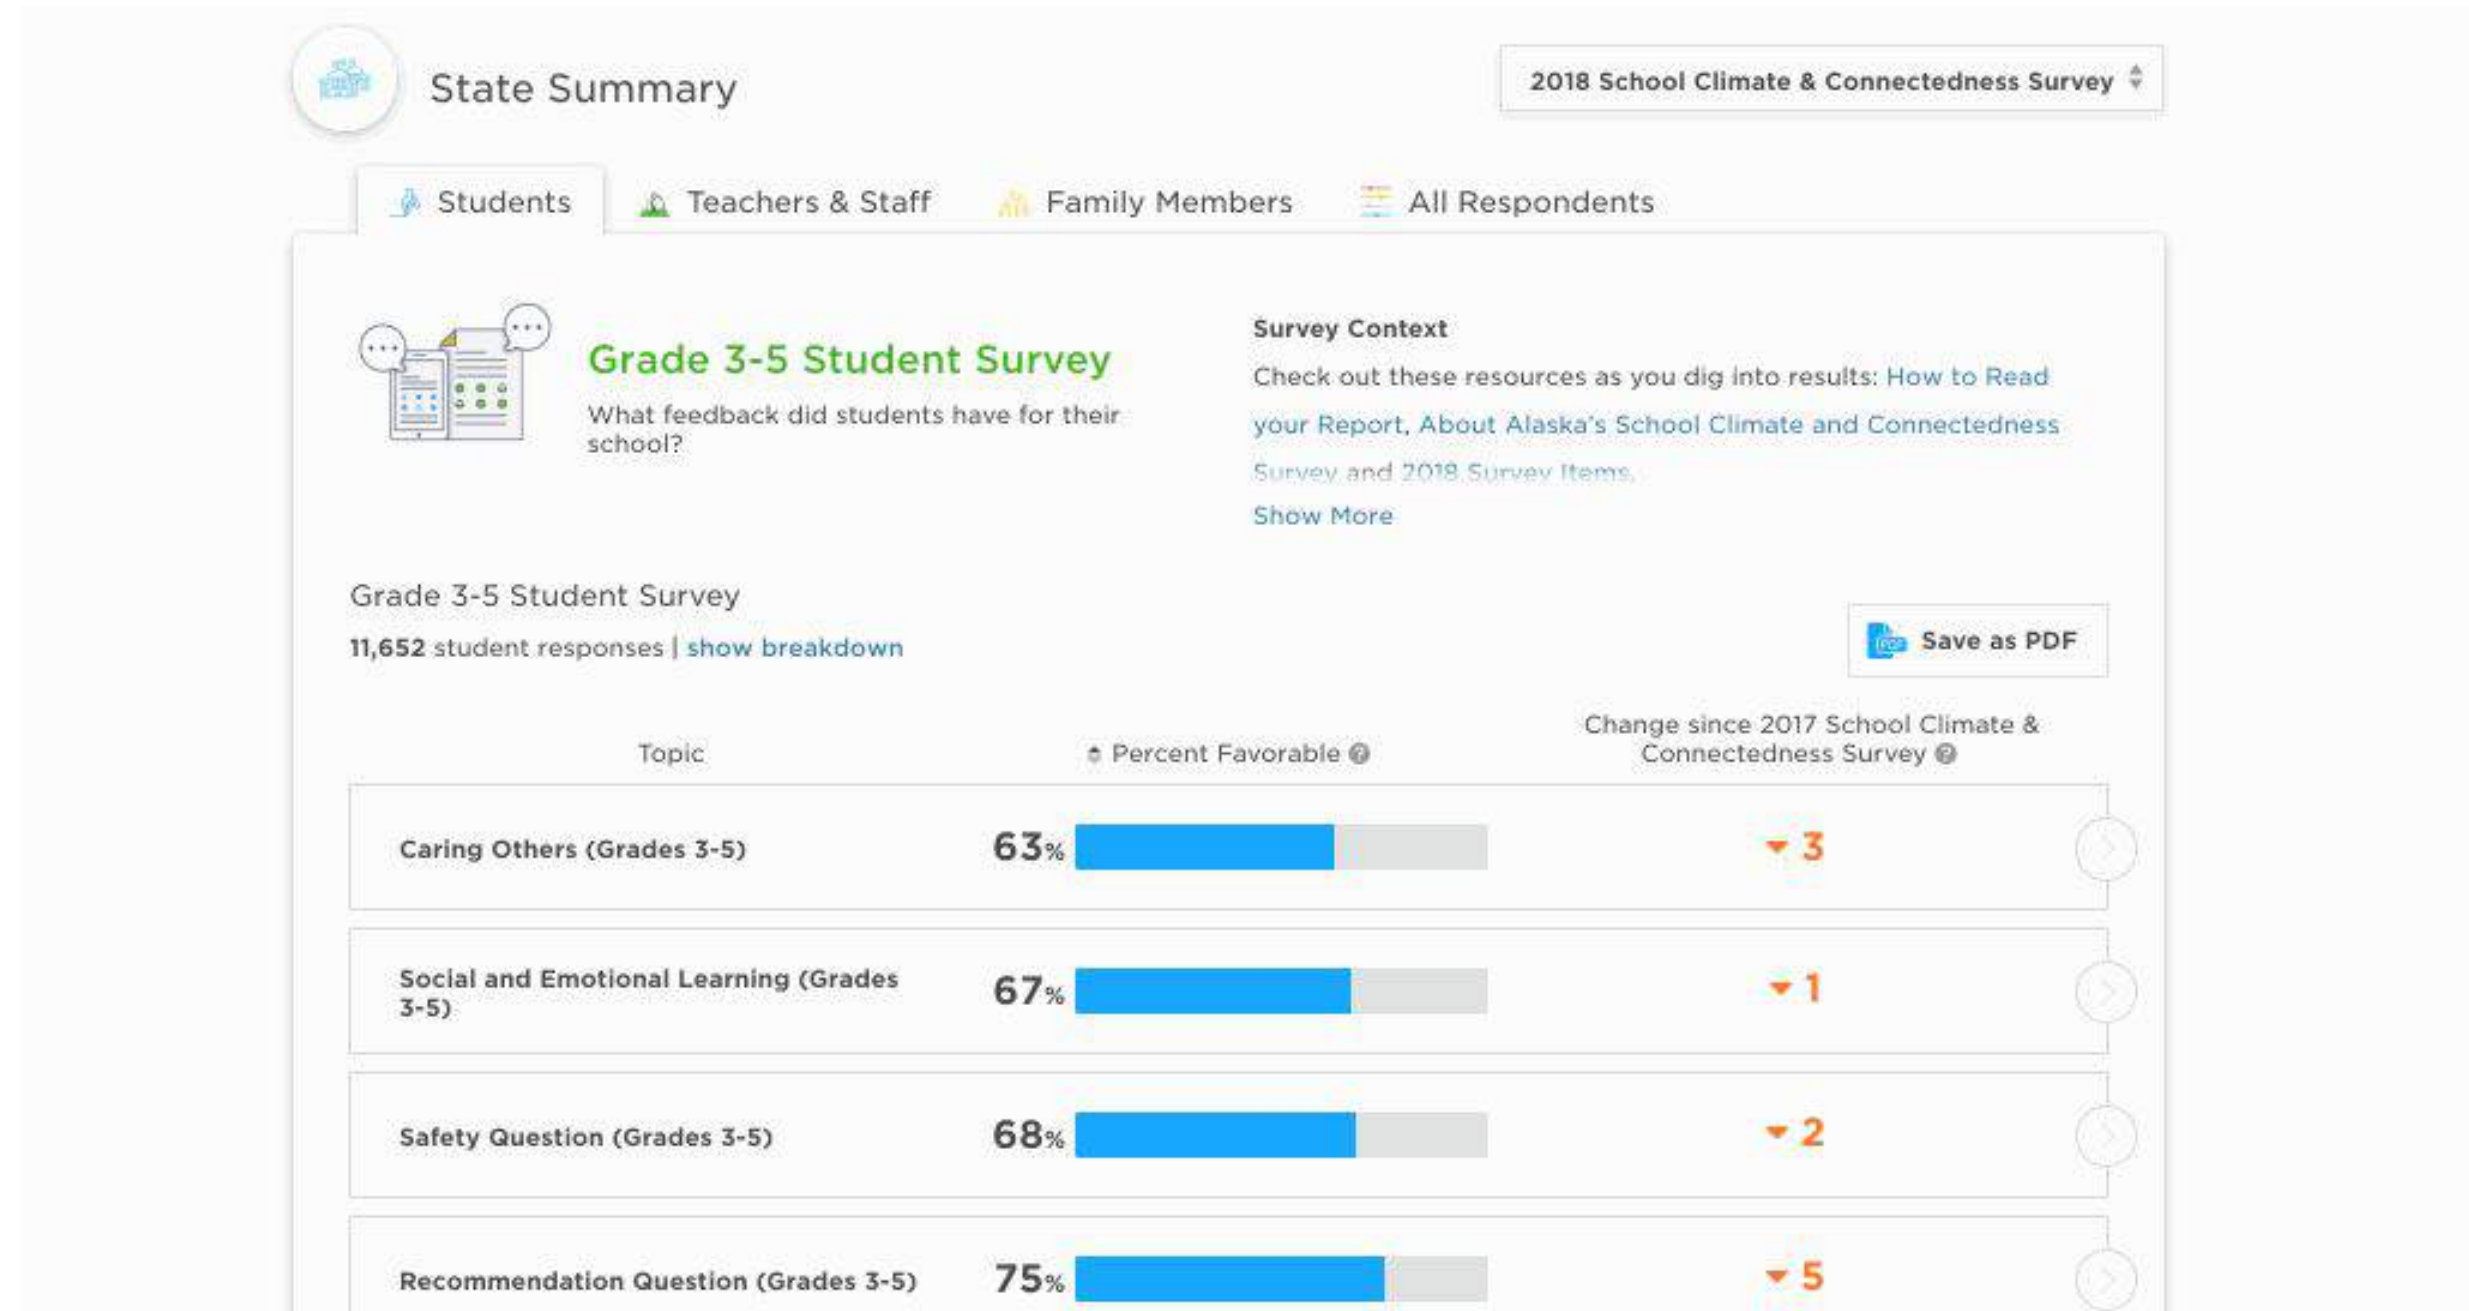 State Summary
2018 School Climate & Connectedness Survey
Students
Teachers & Staff
Family Members
All Respondents
Grade 3-5 Student Survey
What feedback did students have for their
school?
Survey Context
Check out these resources as you dig into results: How to Read
your Report, About Alaska's School Climate and Connectedness
Survey and 2018 Survey Items.
Show More
Grade 3-5 Student Survey
11,652 student responses | show breakdown
PDF
Save as PDF
Topic
Percent Favorable ?
Change since 2017 School Climate &
Connectedness Survey ?
Caring Others (Grades 3-5)
63%
3
Social and Emotional Learning (Grades
3-5)
67%
1
Safety Question (Grades 3-5)
68%
2
Recommendation Question (Grades 3-5)
75%
5